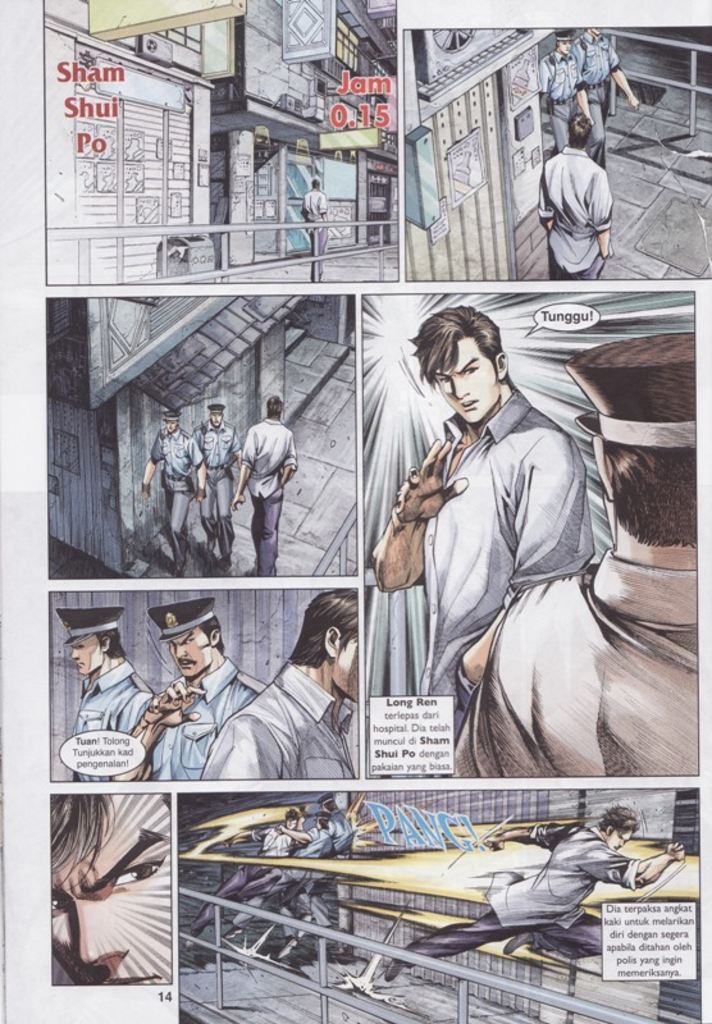 Sham
Shui
Po
Jam
0.15
Tunggu!
Long Ren
terlepas dari
hospital. Dia telah
muncul di Sham
Shui Po dengan
pakaian yang biasa.
Tuan! Tolong
Tunjukkan kad
pengenalan!
PANG!
Dia terpaksa angkat
kaki untuk melarikan
diri dengan segera
apabila ditahan oleh
polis yang ingin
memeriksanya.
14